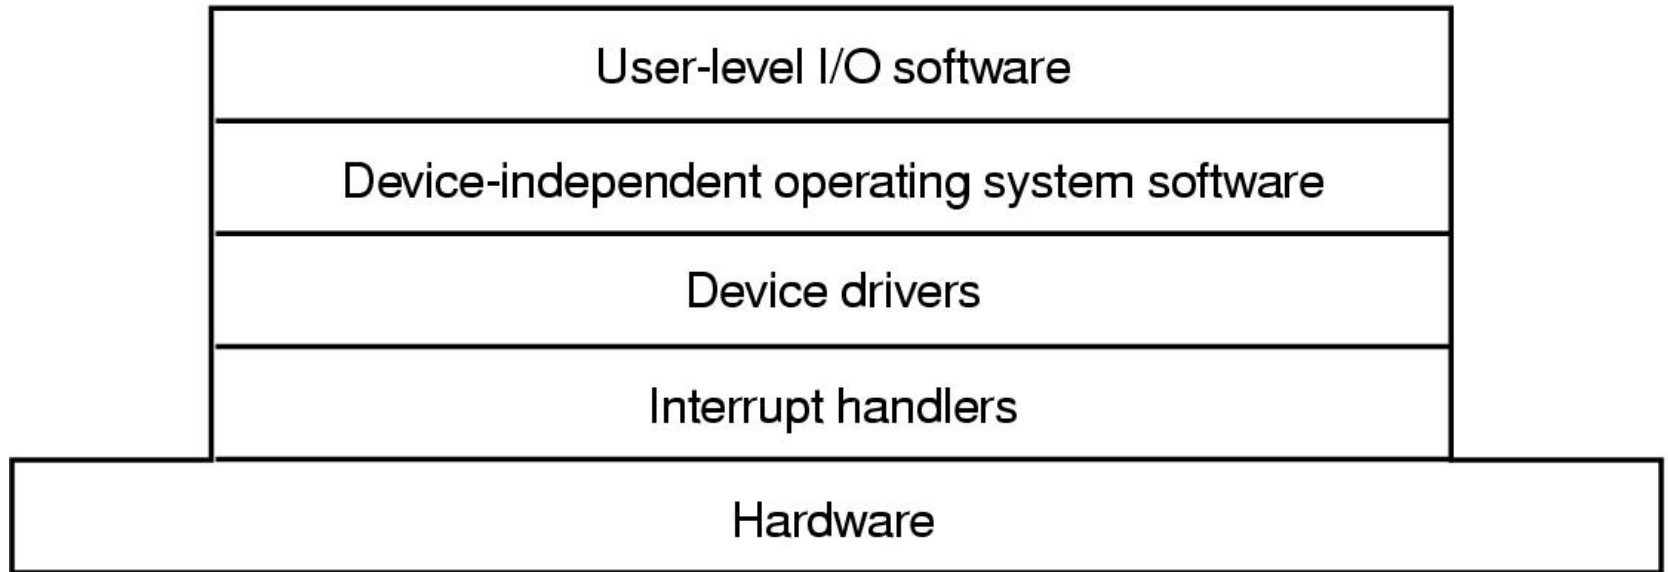 User-level I/O software
Device-independent operating system software
Device drivers
Interrupt handlers
Hardware